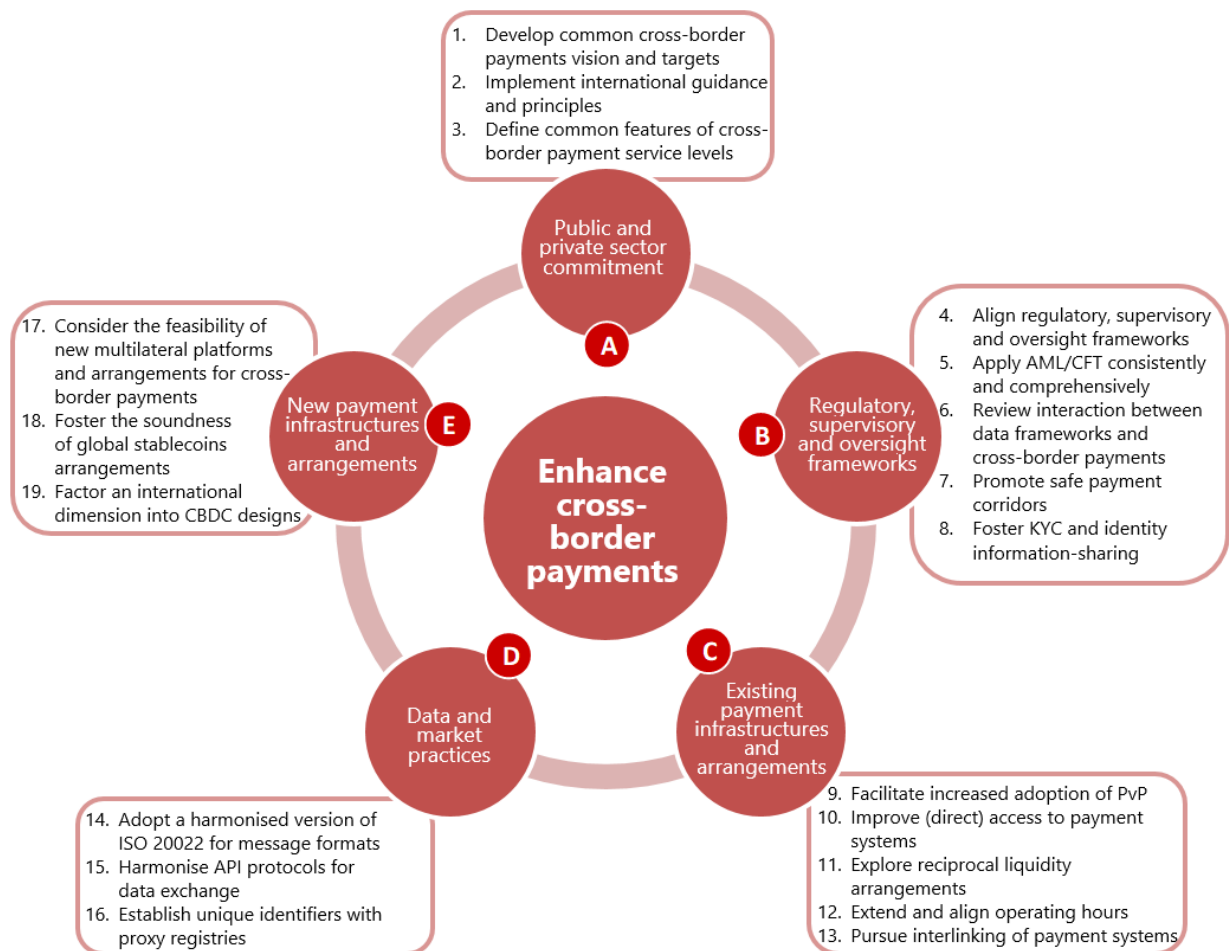 1. Develop common cross-border
payments vision and targets
2. Implement international guidance
and principles
3. Define common features of cross-
border payment service levels
Public and
private sector
commitment
A
17. Consider the feasibility of
new multilateral platforms
and arrangements for cross-
border payments
18. Foster the soundness
of global stablecoins
arrangements
19. Factor an international
dimension into CBDC designs
New payment
infrastructures
and
arrangements
E
Enhance
cross-
border
payments
B
Regulatory,
supervisory
and oversight
frameworks
4. Align regulatory, supervisory
and oversight frameworks
5. Apply AML/CFT consistently
and comprehensively
6. Review interaction between
data frameworks and
cross-border payments
7. Promote safe payment
corridors
8. Foster KYC and identity
information-sharing
D
Data and
market
practices
C
Existing
payment
infrastructures
and
arrangements
14. Adopt a harmonised version of
ISO 20022 for message formats
15. Harmonise API protocols for
data exchange
16. Establish unique identifiers with
proxy registries
9. Facilitate increased adoption of PvP
10. Improve (direct) access to payment
systems
11. Explore reciprocal liquidity
arrangements
12. Extend and align operating hours
13. Pursue interlinking of payment systems